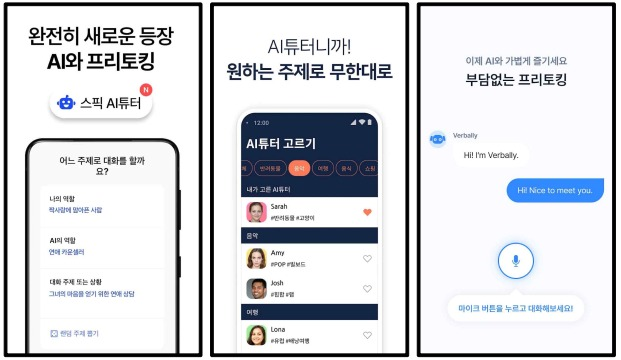 완전히 새로운 등장
AI와 프리토킹
스픽 AI튜터
N
어느 주제로 대화를 할까
요?
나의 역할
짝사랑에 맘아픈 사람
AI의 역할
연애 카운셀러
대화 주제 또는 상황
그녀의 마음를 얻기 위한 연애 상담
랜덤 주제 뽑기
AI튜터니까!
원하는 주제로 무한대로
12:00
AI튜터 고르기
반려동물
음악
여행
음식
쇼핑
내가 고른 AI튜터
Sarah
#반려동물 #고양이
음악
Amy
#POP #빌보드
Josh
#힙합 #랩
여행
Lona
#유럽 #배낭여행
이제 AI와 가볍게 즐기세요
부담없는 프리토킹
Verbally
Hi! I'm Verbally.
Hi! Nice to meet you.
마이크 버튼을 누르고 대화해보세요!